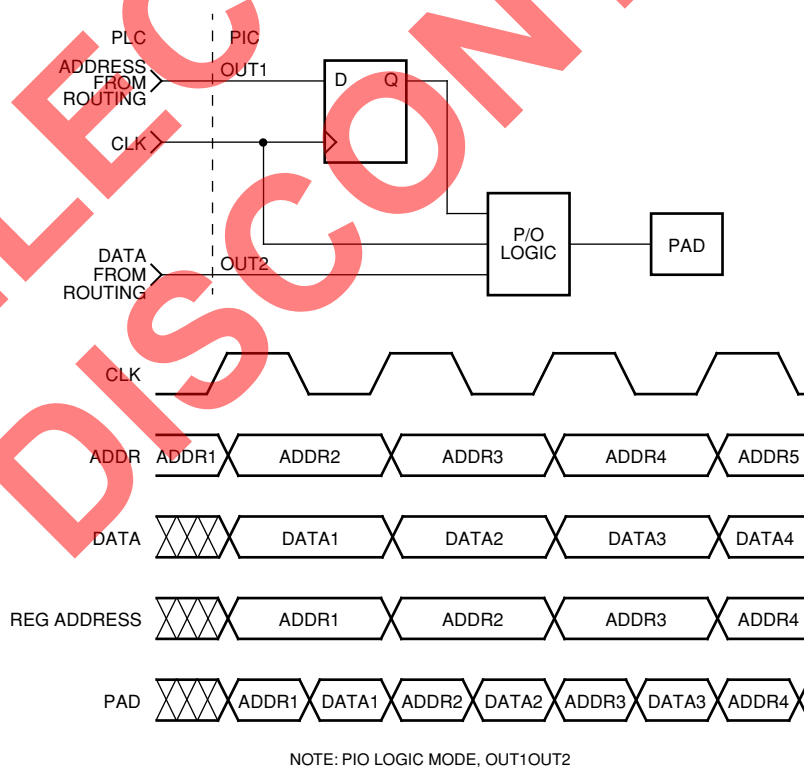 PLC
PIC
ADDRESS
FROM
ROUTING
OUT1
D
Q
CLK
P/O
LOGIC
PAD
DATA
FROM
ROUTING
OUT2
CLK
ADDR
ADDR1
ADDR2
ADDR3
ADDR4
ADDR5
DATA
DATA1
DATA2
DATA3
DATA4
REG ADDRESS
ADDR1
ADDR2
ADDR3
ADDR4
PAD
ADDR1
DATA1
ADDR2
DATA2
ADDR3
DATA3
ADDR4
NOTE: PIO LOGIC MODE, OUT1OUT2